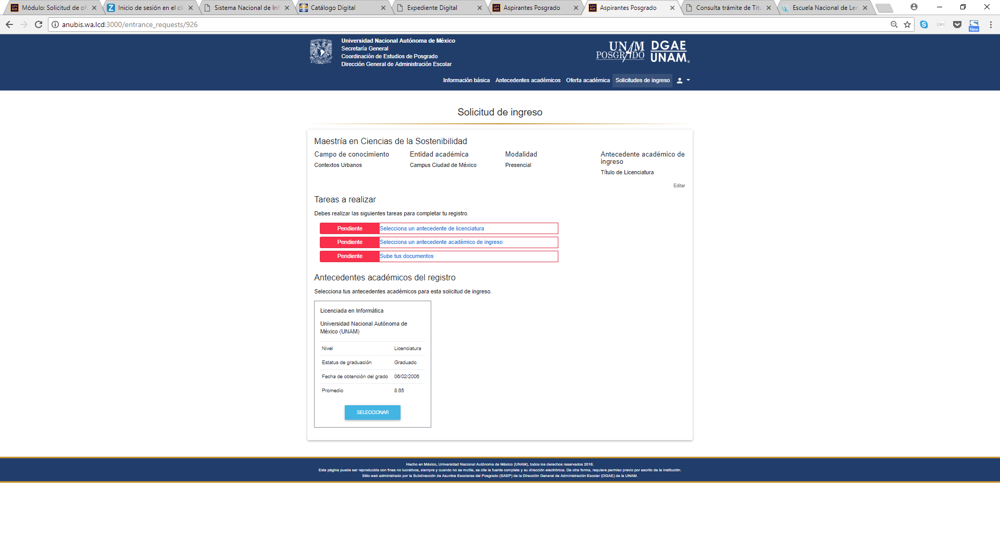 Módulo: Solicitud de of
Inicio de sesión en el cl
Sistema Nacional de Inf
Catálogo Digital
Expediente Digital
Aspirantes Posgrado
Aspirantes Posgrado
Consulta trámite de Titu
Escuela Nacional de Len
anubis.wa.lcd:3000/entrance_requests/926
New
Universidad Nacional Autónoma de México
Secretaría General
Coordinación de Estudios de Posgrado
Dirección General de Administración Escolar
UNAM
POSGRADO
DGAE
UNAM
Información básica
Antecedentes académicos
Oferta académica
Solicitudes de ingreso
Solicitud de ingreso
Maestría en Ciencias de la Sostenibilidad
Campo de conocimiento
Contextos Urbanos
Entidad académica
Campus Ciudad de México
Modalidad
Presencial
Antecedente académico de
ingreso
Título de Licenciatura
Editar
Tareas a realizar
Debes realizar las siguientes tareas para completar tu registro.
Pendiente Selecciona un antecedente de licenciatura
Pendiente Selecciona un antecedente académico de ingreso
Pendiente Sube tus documentos
Antecedentes académicos del registro
Selecciona tus antecedentes académicos para esta solicitud de ingreso.
Licenciada en Informática
Universidad Nacional Autónoma de
México (UNAM)
Nivel Licenciatura
Estatus de graduación Graduado
Fecha de obtención del grado 06/02/2006
Promedio 8.65
SELECCIONAR
Hecho en México, Universidad Nacional Autónoma de México (UNAM), todos los derechos reservados 2018.
Esta página puede ser reproducida con fines no lucrativos, siempre y cuando no se mutile, se cite la fuente completa y su dirección electrónica. De otra forma, requiere permiso previo por escrito de la institución.
Sitio web administrado por la Subdirección de Asuntos Escolares del Posgrado (SAEP) de la Dirección General de Administración Escolar (DGAE) de la UNAM.